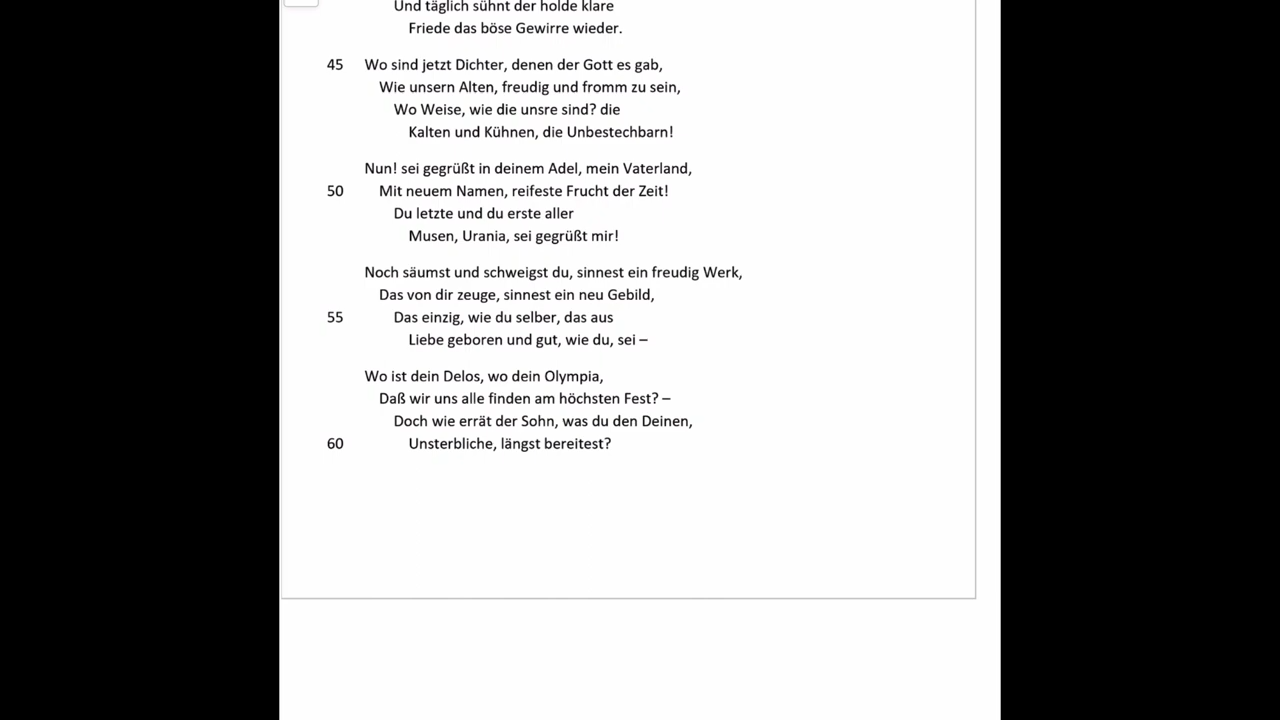 Und täglich sühnt der holde klare
Friede das böse Gewirre wieder.
45 Wo sind jetzt Dichter, denen der Gott es gab,
Wie unsern Alten, freudig und fromm zu sein,
Wo Weise, wie die unsre sind? die
Kalten und Kühnen, die Unbestechbarn!
Nun! sei gegrüßt in deinem Adel, mein Vaterland,
50 Mit neuem Namen, reifeste Frucht der Zeit!
Du letzte und du erste aller
Musen, Urania, sei gegrüßt mir!
Noch säumst und schweigst du, sinnest ein freudig Werk,
Das von dir zeuge, sinnest ein neu Gebild,
55 Das einzig, wie du selber, das aus
Liebe geboren und gut, wie du, sei –
Wo ist dein Delos, wo dein Olympia,
Daß wir uns alle finden am höchsten Fest? –
Doch wie errät der Sohn, was du den Deinen,
60 Unsterbliche, längst bereitest?